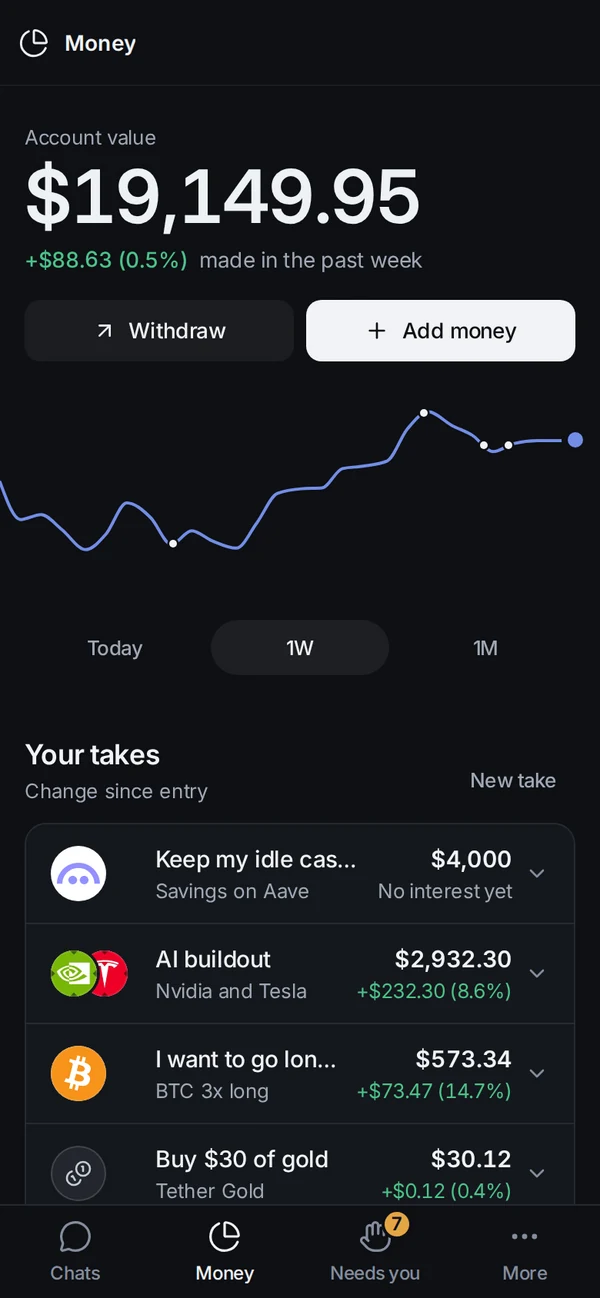 Money
Account value
$19,149.95
+$88.63 (0.5%) made in the past week
Withdraw
Add money
Today
1W
1M
Your takes
Change since entry
New take
Keep my idle cas...
$4,000
Savings on Aave
No interest yet
AI buildout
$2,932.30
Nvidia and Tesla
+$232.30 (8.6%)
I want to go lon...
$573.34
BTC 3x long
+$73.47 (14.7%)
Buy $30 of gold
$30.12
Tether Gold
+$0.12 (0.4%)
7
Chats
Money
Needs you
More